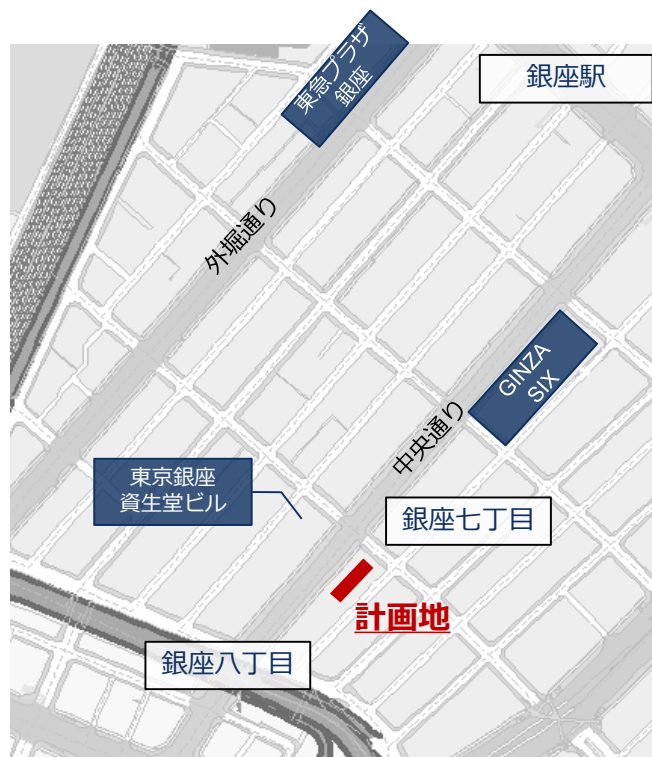 東急プラザ
銀座
銀座駅
外堀通り
GINZA
SIX
中央通り
東京銀座
資生堂ビル
銀座七丁目
計画地
銀座八丁目